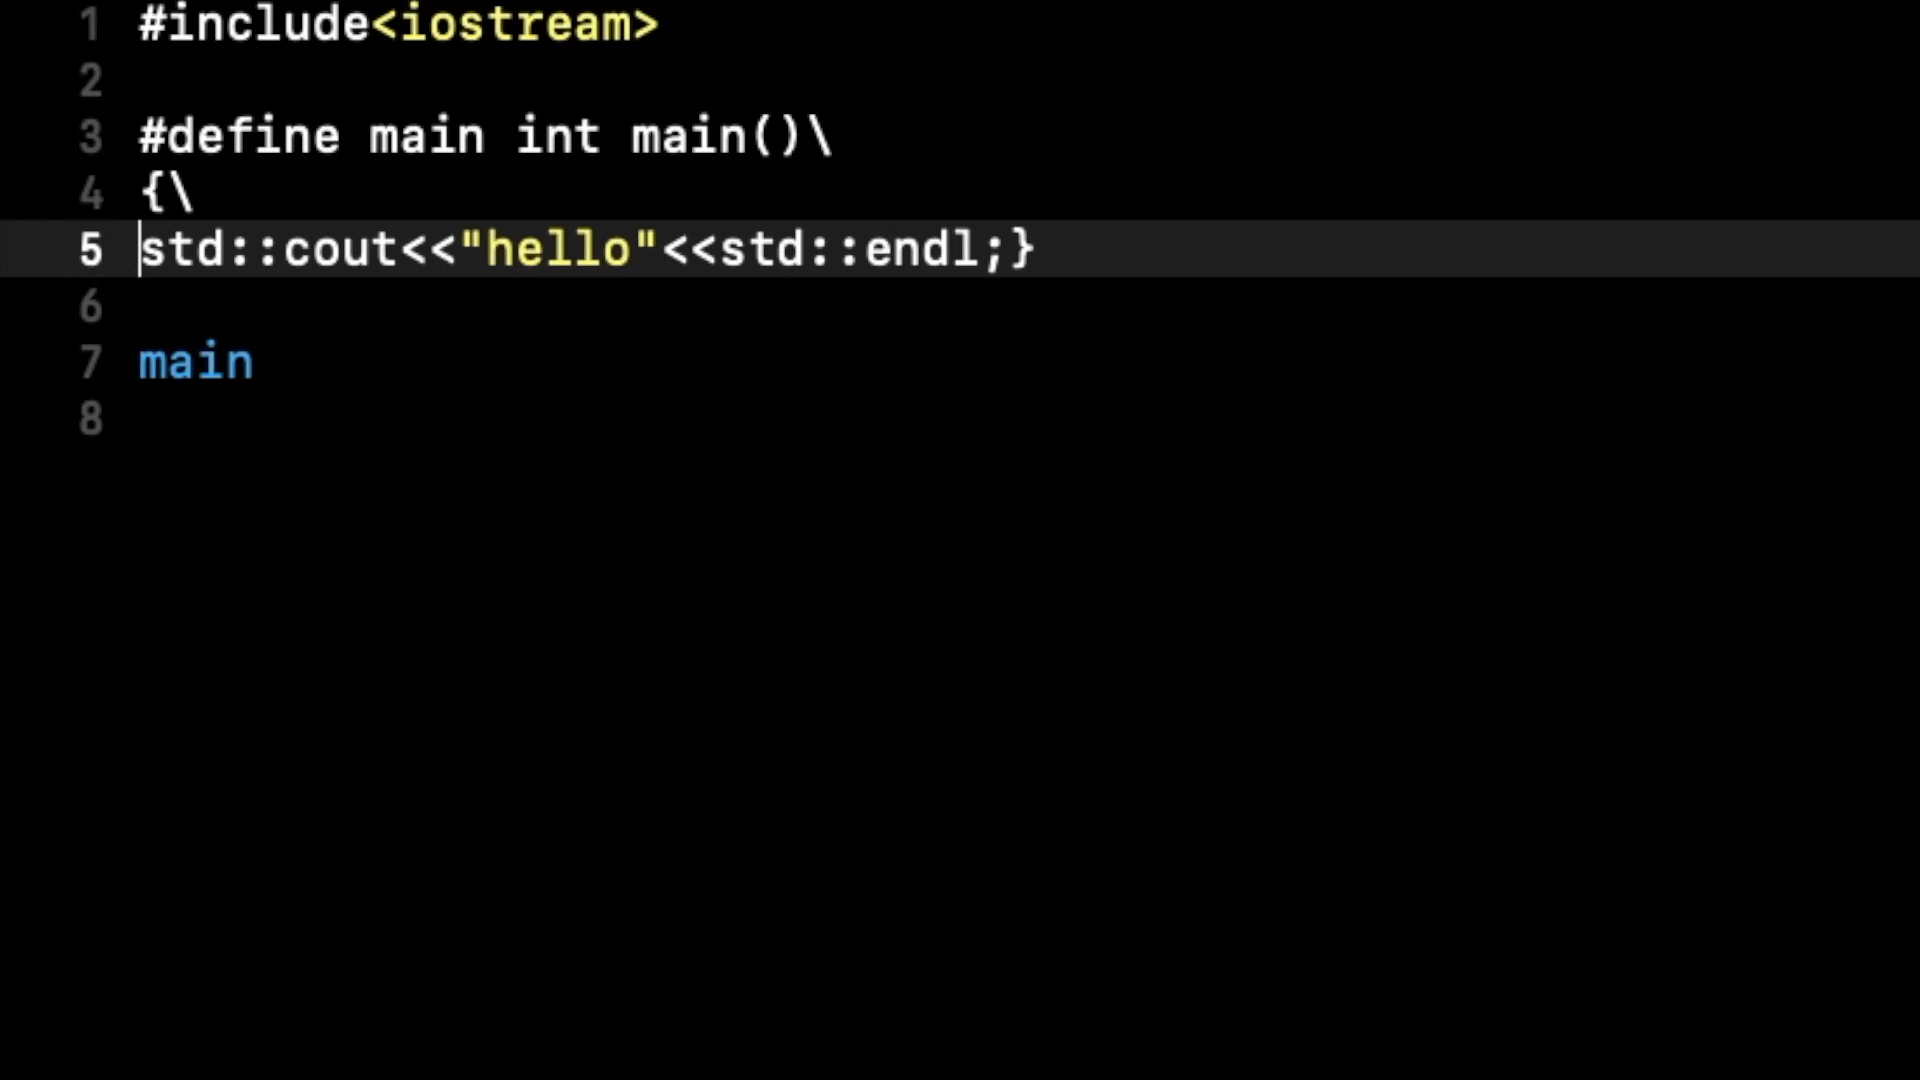 1 #include<iostream>
2
3 #define main int main()\
4 {\
5 std::cout<<"hello"<<std::endl;}
6
7 main
8